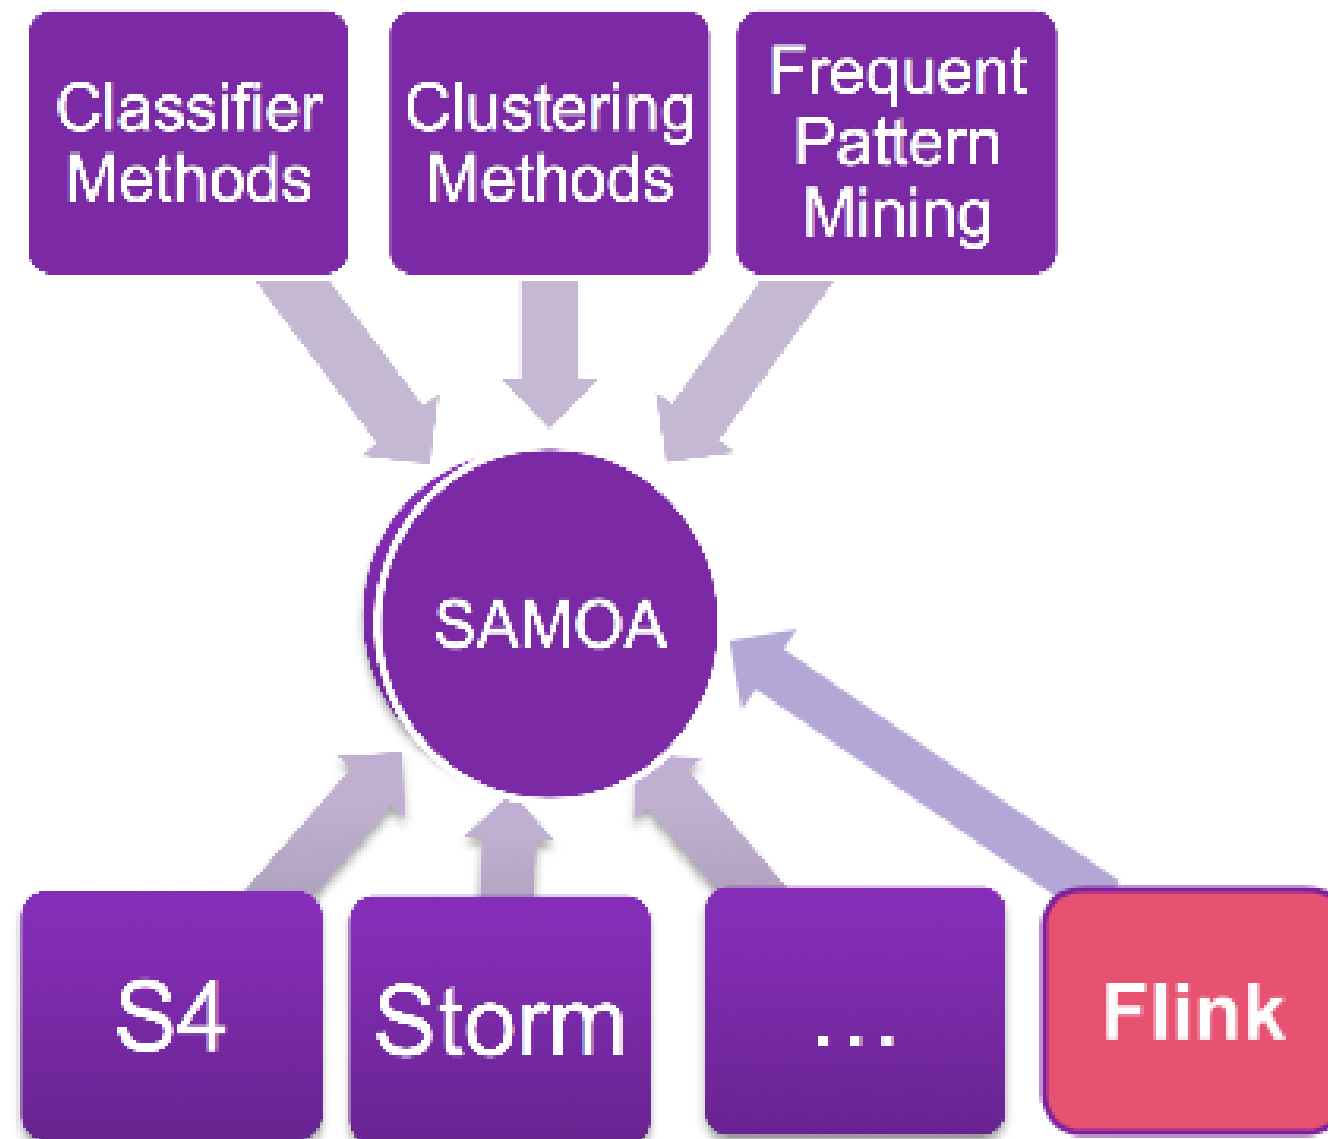 Classifier
Methods
Clustering
Methods
Frequent
Pattern
Mining
SAMOA
S4
Storm
...
Flink